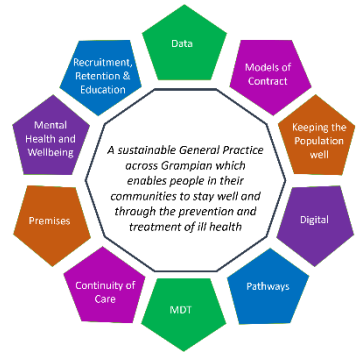 Data
Models of
Contract
Keeping the
Population
well
Digital
Pathways
MDT
Continuity of
Care
Premises
Mental
Health and
Wellbeing
Recruitment,
Retention &
Education
A sustainable General Practice
across Grampian which
enables people in their
communities to stay well and
through the prevention and
treatment of ill health